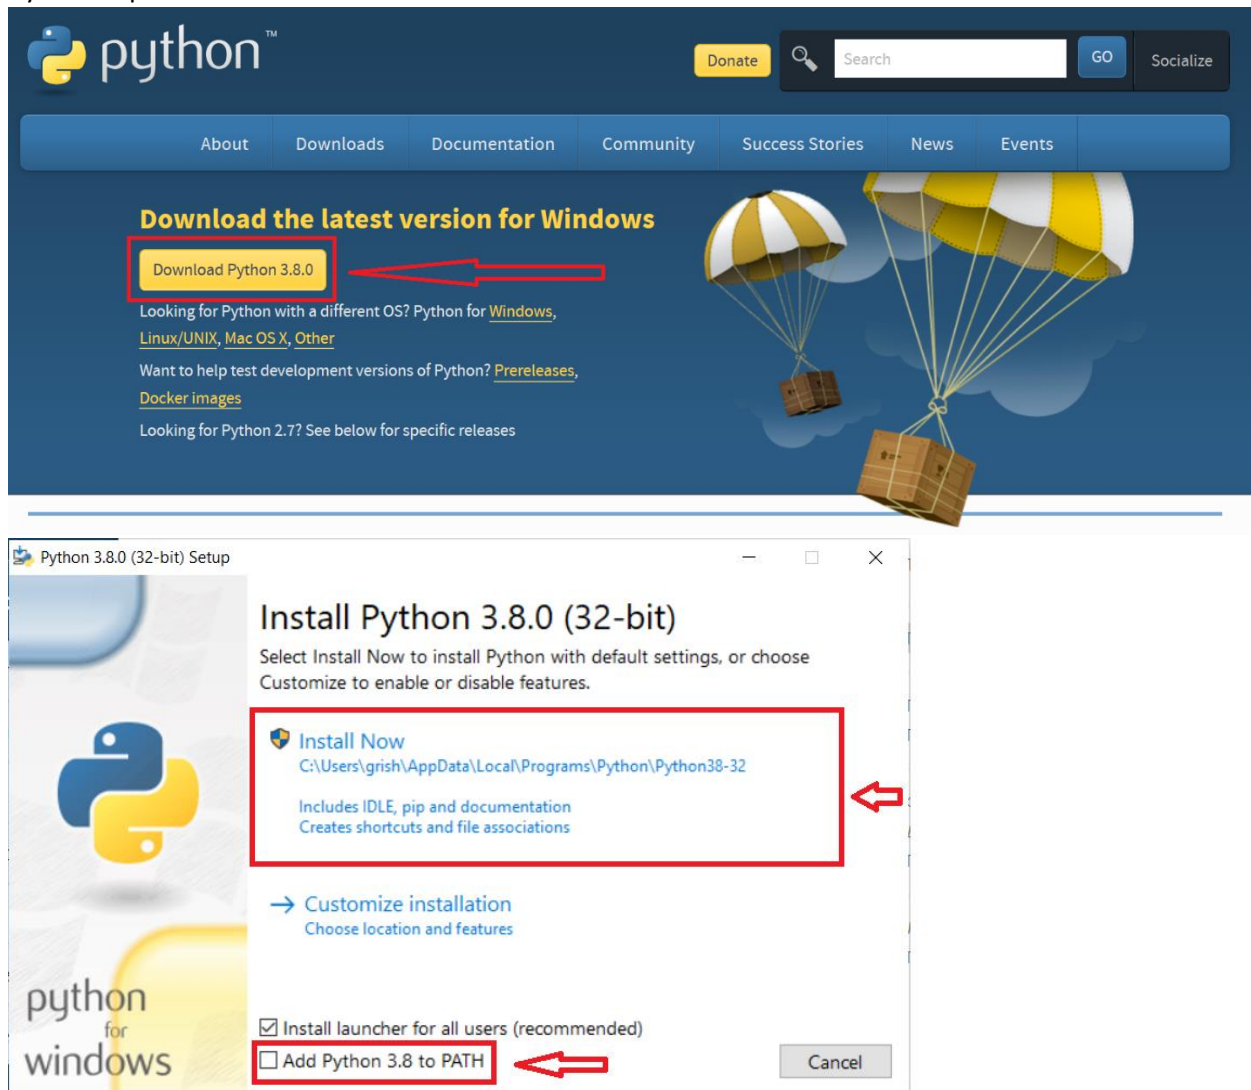 python™
Donate
Search
GO
Socialize
About Downloads Documentation Community Success Stories News Events
Download the latest version for Windows
Download Python 3.8.0
Looking for Python with a different OS? Python for Windows,
Linux/UNIX, Mac OS X, Other
Want to help test development versions of Python? Prereleases,
Docker images
Looking for Python 2.7? See below for specific releases
Python 3.8.0 (32-bit) Setup
Install Python 3.8.0 (32-bit)
Select Install Now to install Python with default settings, or choose
Customize to enable or disable features.
Install Now
C:\Users\grish\AppData\Local\Programs\Python\Python38-32
Includes IDLE, pip and documentation
Creates shortcuts and file associations
Customize installation
Choose location and features
python
for
windows
Install launcher for all users (recommended)
Add Python 3.8 to PATH
Cancel